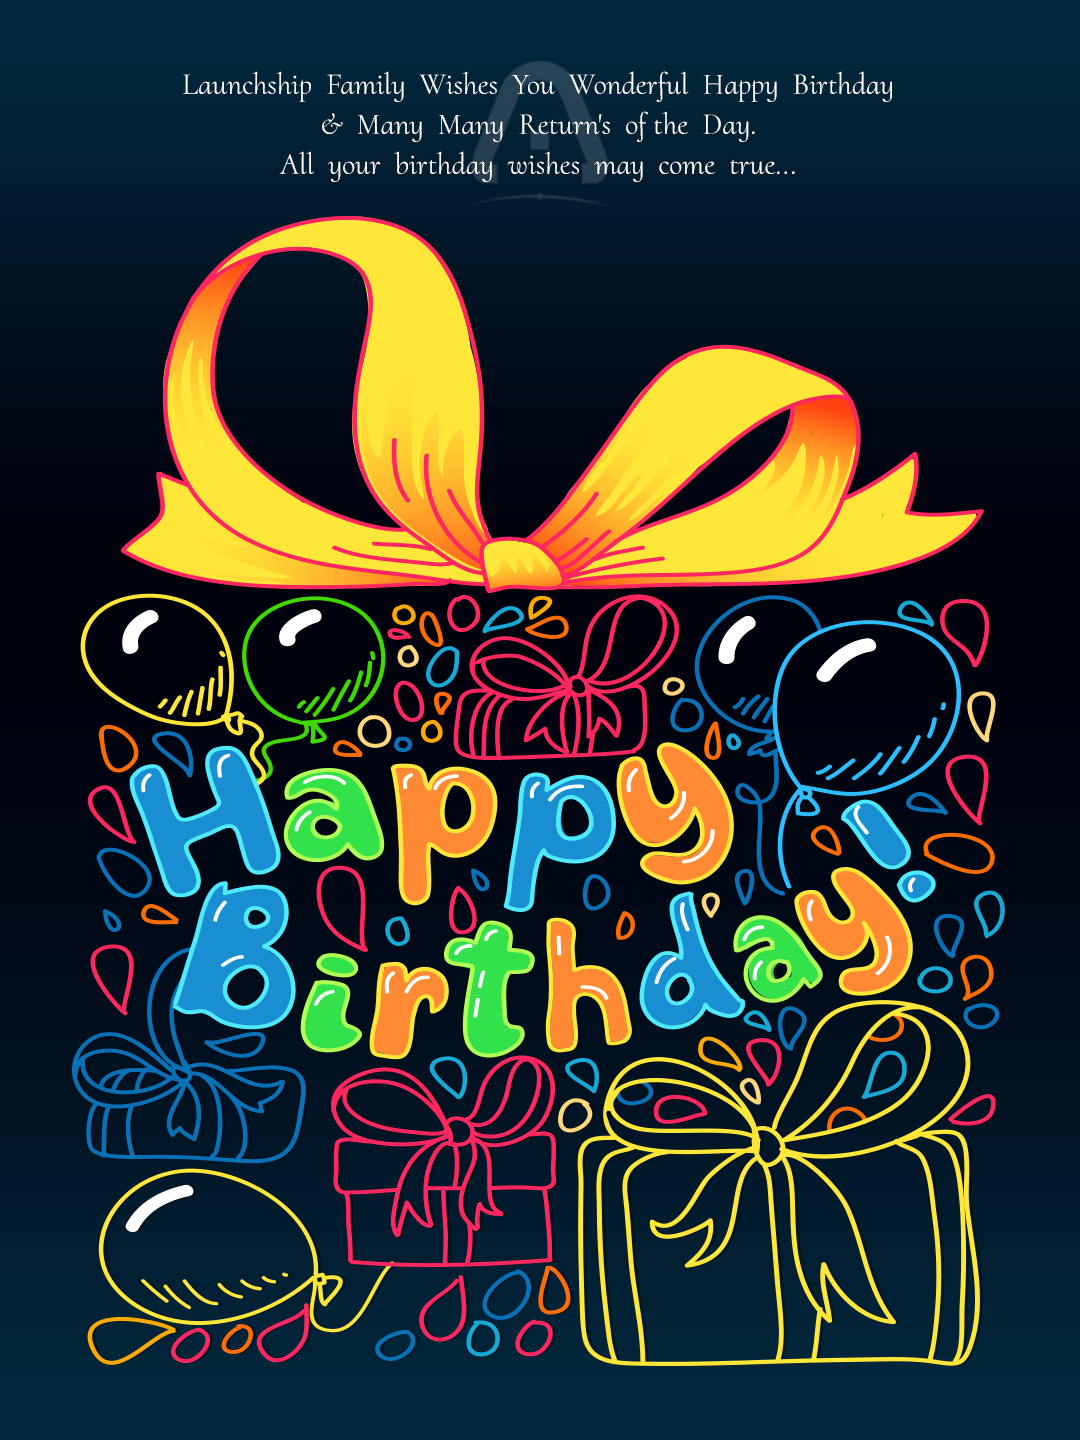 Launchship Family Wishes You Wonderful Happy Birthday
& Many Many Return's of the Day.
All your birthday wishes may come true...
Happy
Birthday!